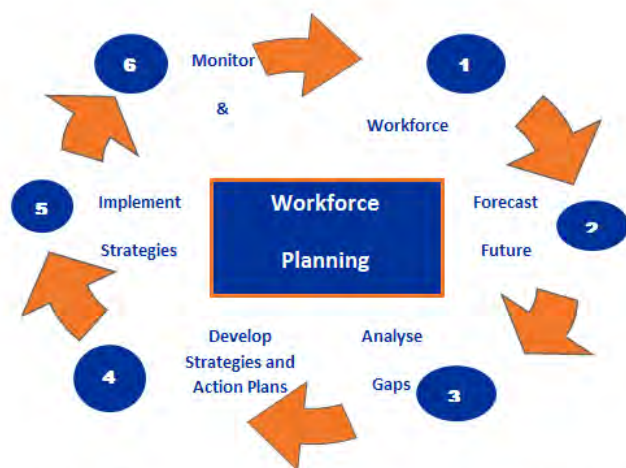 1
Workforce
2
Forecast
Future
3
Analyse
Gaps
4
Develop
Strategies and
Action Plans
5
Implement
Strategies
6
Monitor
&
Workforce
Planning